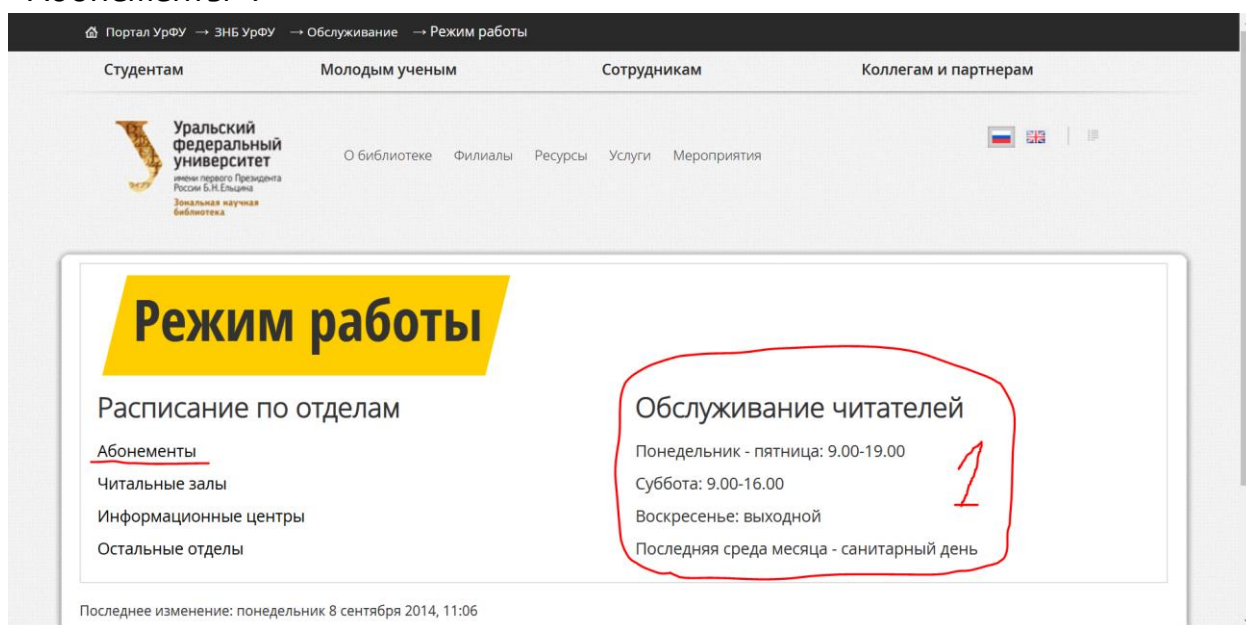 Портал УрФУ → ЗНБ УрФУ → Обслуживание → Режим работы
Студентам Молодым ученым Сотрудникам Коллегам и партнерам
Уральский
федеральный
университет
имени первого Президента
России Б.Н.Ельцина
Зональная научная
библиотека
О библиотеке Филиалы Ресурсы Услуги Мероприятия
Режим работы
Расписание по отделам
Абонементы
Читальные залы
Информационные центры
Остальные отделы
Обслуживание читателей
Понедельник - пятница: 9.00-19.00
Суббота: 9.00-16.00
Воскресенье: выходной
Последняя среда месяца - санитарный день
1
Последнее изменение: понедельник 8 сентября 2014, 11:06